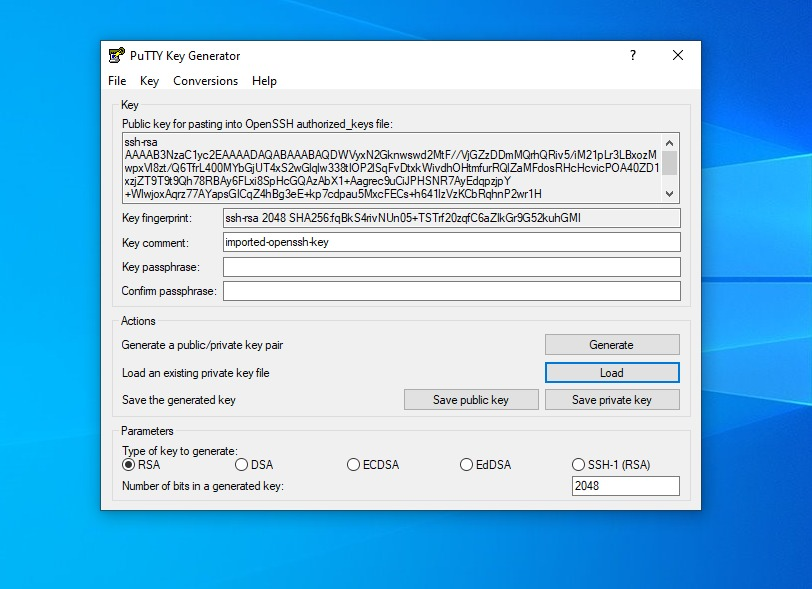 PuTTY Key Generator
?
File Key Conversions Help
Key
Public key for pasting into OpenSSH authorized_keys file:
ssh-rsa
AAAAB3NzaC1yc2EAAAADAQABAAABAQDWVyxN2Gknwswd2MtF//VjGZzDDmMQrhQRiv5/iM21pLr3LBxozM
wpxVl8zt/Q6TfrL400MYbGjUT4xS2wGlqlw338tIOP2lSqFvDtxkWivdhOHtmfurRQlZaMFdosRHcHcvicPOA40ZD1
xzjZT9T9t9Qh78RBAy6FLxi8SpHcGQAzAbX1+Aagrec9uCiJPHSNR7AyEdqpzjpY
+WlwjoxAqrz77AYapsGICqZ4hBg3eE+kp7cdpau5MxcFECs+h641IzVzKCbRqhnP2wr1H
Key fingerprint:
ssh-rsa 2048 SHA256:fqBkS4rivNUn05+TSTrf20zqfC6aZlkGr9G52kuhGMI
Key comment:
imported-openssh-key
Key passphrase:
Confirm passphrase:
Actions
Generate a public/private key pair
Generate
Load an existing private key file
Load
Save the generated key
Save public key
Save private key
Parameters
Type of key to generate:
RSA DSA ECDSA EdDSA SSH-1 (RSA)
Number of bits in a generated key:
2048